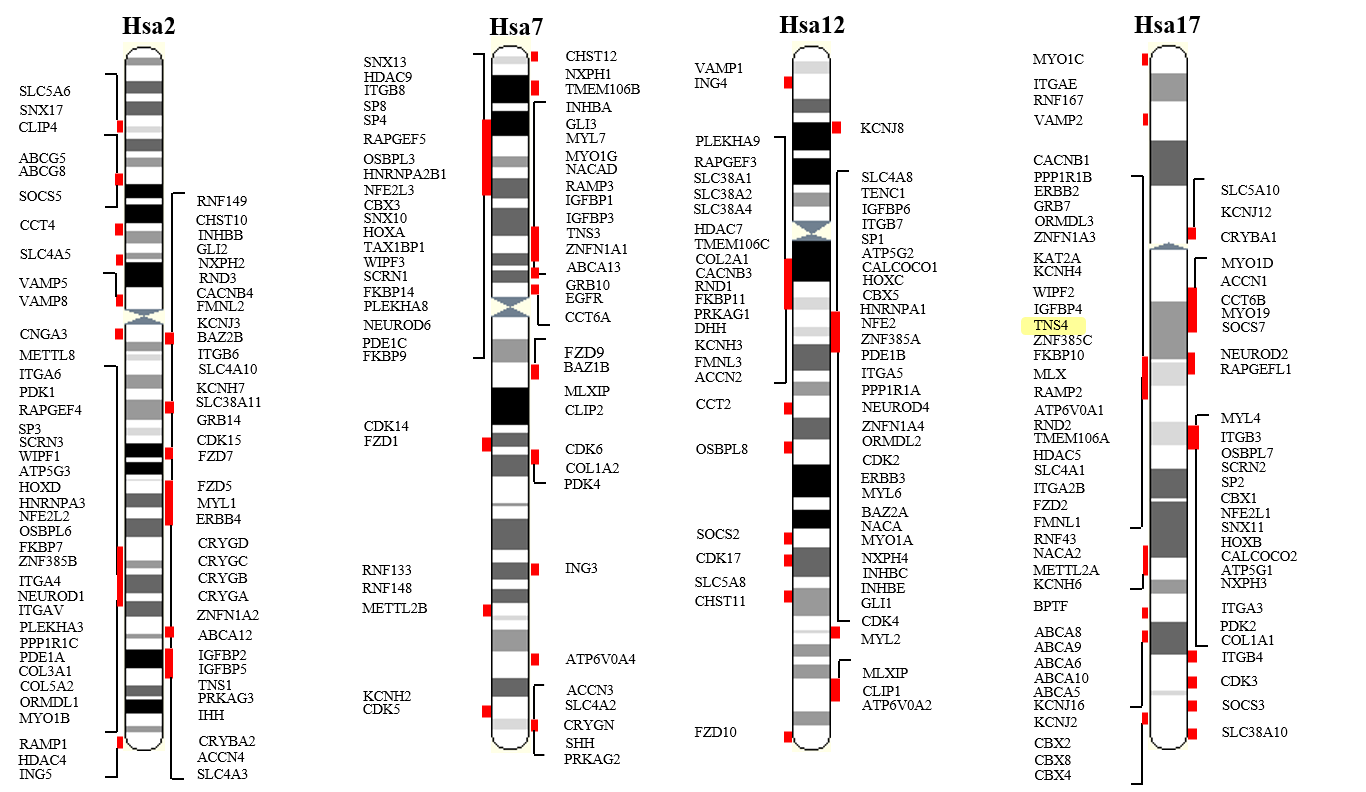 Hsa2
Hsa7
Hsa12
Hsa17
SLC5A6
SNX17
CLIP4
ABCG5
ABCG8
SOCS5
CCT4
SLC4A5
VAMP5
VAMP8
CNGA3
METTL8
ITGA6
PDK1
RAPGEF4
SP3
SCRN3
WIPF1
ATP5G3
HOXD
HNRNPA3
NFE2L2
OSBPL6
FKBP7
ZNF385B
ITGA4
NEUROD1
ITGAV
PLEKHA3
PPP1R1C
PDE1A
COL3A1
COL5A2
ORMDL1
MYO1B
RAMP1
HDAC4
ING5
RNF149
CHST10
INHBB
GLI2
NXPH2
RND3
CACNB4
FMNL2
KCNJ3
BAZ2B
ITGB6
SLC4A10
KCNH7
SLC38A11
GRB14
CDK15
FZD7
FZD5
MYL1
ERBB4
CRYGD
CRYGC
CRYGB
CRYGA
ZNFN1A2
ABCA12
IGFBP2
IGFBP5
TNS1
PRKAG3
IHH
CRYBA2
ACCN4
SLC4A3
SNX13
HDAC9
ITGB8
SP8
SP4
RAPGEF5
OSBPL3
HNRNPA2B1
NFE2L3
CBX3
SNX10
HOXA
TAX1BP1
WIPF3
SCRN1
FKBP14
PLEKHA8
NEUROD6
PDE1C
FKBP9
CDK14
FZD1
RNF133
RNF148
METTL2B
KCNH2
CDK5
CHST12
NXPH1
TMEM106B
INHBA
GLI3
MYL7
MYO1G
NACAD
RAMP3
IGFBP1
IGFBP3
TNS3
ZNFN1A1
ABCA13
GRB10
EGFR
CCT6A
FZD9
BAZ1B
MLXIP
CLIP2
CDK6
COL1A2
PDK4
ING3
ATP6V0A4
ACCN3
SLC4A2
CRYGN
SHH
PRKAG2
VAMP1
ING4
PLEKHA9
RAPGEF3
SLC38A1
SLC38A2
SLC38A4
HDAC7
TMEM106C
COL2A1
CACNB3
RND1
FKBP11
PRKAG1
DHH
KCNH3
FMNL3
ACCN2
CCT2
OSBPL8
SOCS2
CDK17
SLC5A8
CHST11
FZD10
KCNJ8
SLC4A8
TENC1
IGFBP6
ITGB7
SP1
ATP5G2
CALCOCO1
HOXC
CBX5
HNRNPA1
NFE2
ZNF385A
PDE1B
ITGA5
PPP1R1A
NEUROD4
ZNFN1A4
ORMDL2
CDK2
ERBB3
MYL6
BAZ2A
NACA
MYO1A
NXPH4
INHBC
INHBE
GLI1
CDK4
MYL2
MLXIP
CLIP1
ATP6V0A2
MYO1C
ITGAE
RNF167
VAMP2
CACNB1
PPP1R1B
ERBB2
GRB7
ORMDL3
ZNFN1A3
KAT2A
KCNH4
WIPF2
IGFBP4
TNS4
ZNF385C
FKBP10
MLX
RAMP2
ATP6V0A1
RND2
TMEM106A
HDAC5
SLC4A1
ITGA2B
FZD2
FMNL1
RNF43
NACA2
METTL2A
KCNH6
BPTF
ABCA8
ABCA9
ABCA6
ABCA10
ABCA5
KCNJ16
KCNJ2
CBX2
CBX8
CBX4
SLC5A10
KCNJ12
CRYBA1
MYO1D
ACCN1
CCT6B
MYO19
SOCS7
NEUROD2
RAPGEFL1
MYL4
ITGB3
OSBPL7
SCRN2
SP2
CBX1
NFE2L1
SNX11
HOXB
CALCOCO2
ATP5G1
NXPH3
ITGA3
PDK2
COL1A1
ITGB4
CDK3
SOCS3
SLC38A10